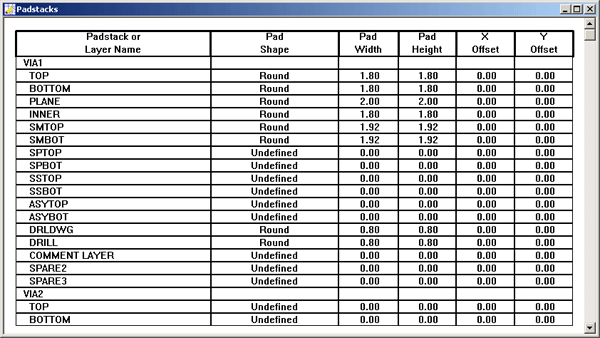 Padstacks
Padstack or Pad Pad Pad X Y
Layer Name Shape Width Height Offset Offset
VIA1
TOP Round 1.80 1.80 0.00 0.00
BOTTOM Round 1.80 1.80 0.00 0.00
PLANE Round 2.00 2.00 0.00 0.00
INNER Round 1.80 1.80 0.00 0.00
SMTOP Round 1.92 1.92 0.00 0.00
SMBOT Round 1.92 1.92 0.00 0.00
SPTOP Undefined 0.00 0.00 0.00 0.00
SPBOT Undefined 0.00 0.00 0.00 0.00
SSTOP Undefined 0.00 0.00 0.00 0.00
SSBOT Undefined 0.00 0.00 0.00 0.00
ASYTOP Undefined 0.00 0.00 0.00 0.00
ASYBOT Undefined 0.00 0.00 0.00 0.00
DRLDWG Round 0.80 0.80 0.00 0.00
DRILL Round 0.80 0.80 0.00 0.00
COMMENT LAYER Undefined 0.00 0.00 0.00 0.00
SPARE2 Undefined 0.00 0.00 0.00 0.00
SPARE3 Undefined 0.00 0.00 0.00 0.00
VIA2
TOP Undefined 0.00 0.00 0.00 0.00
BOTTOM Undefined 0.00 0.00 0.00 0.00